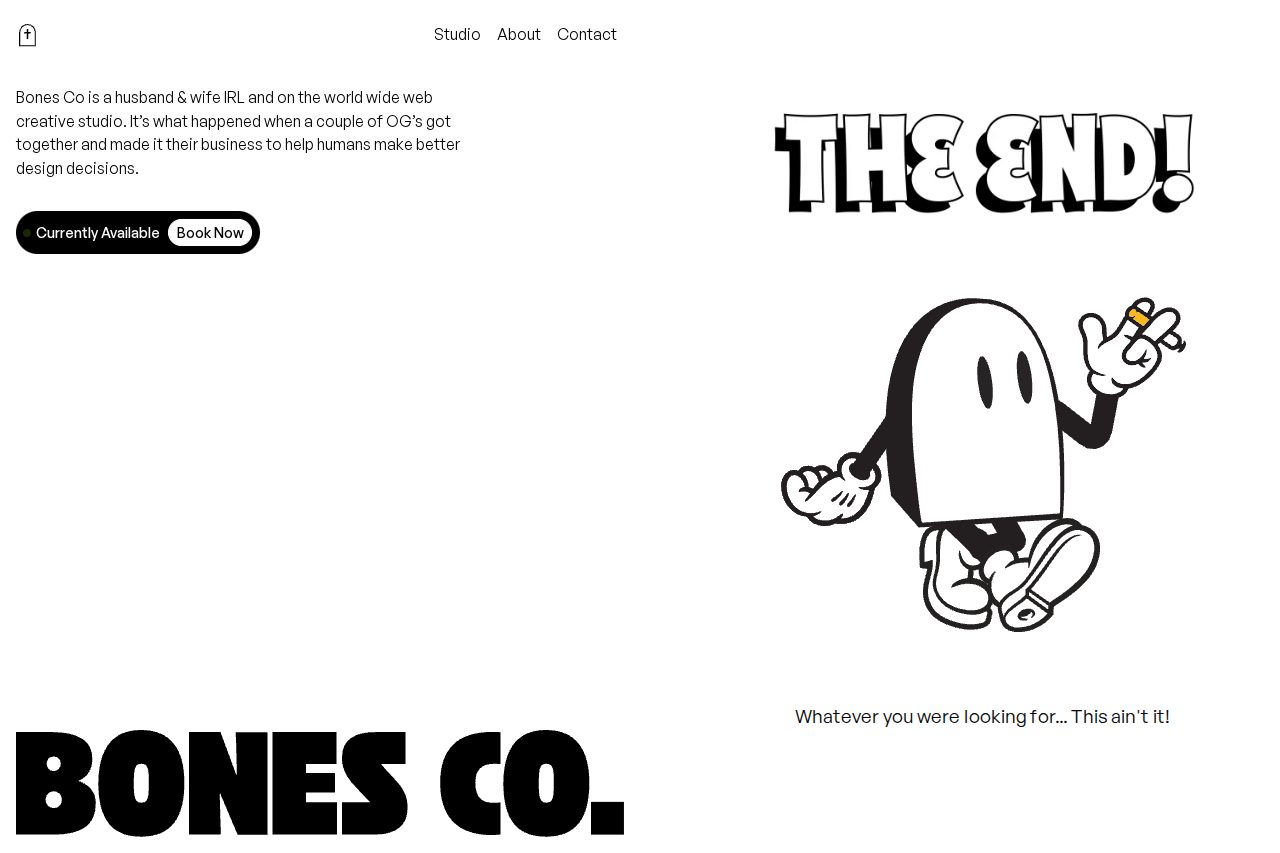 Studio About Contact
Bones Co is a husband & wife IRL and on the world wide web
creative studio. It’s what happened when a couple of OG’s got
together and made it their business to help humans make better
design decisions.
Currently Available Book Now
BONES CO.
THE END!
Whatever you were looking for... This ain't it!